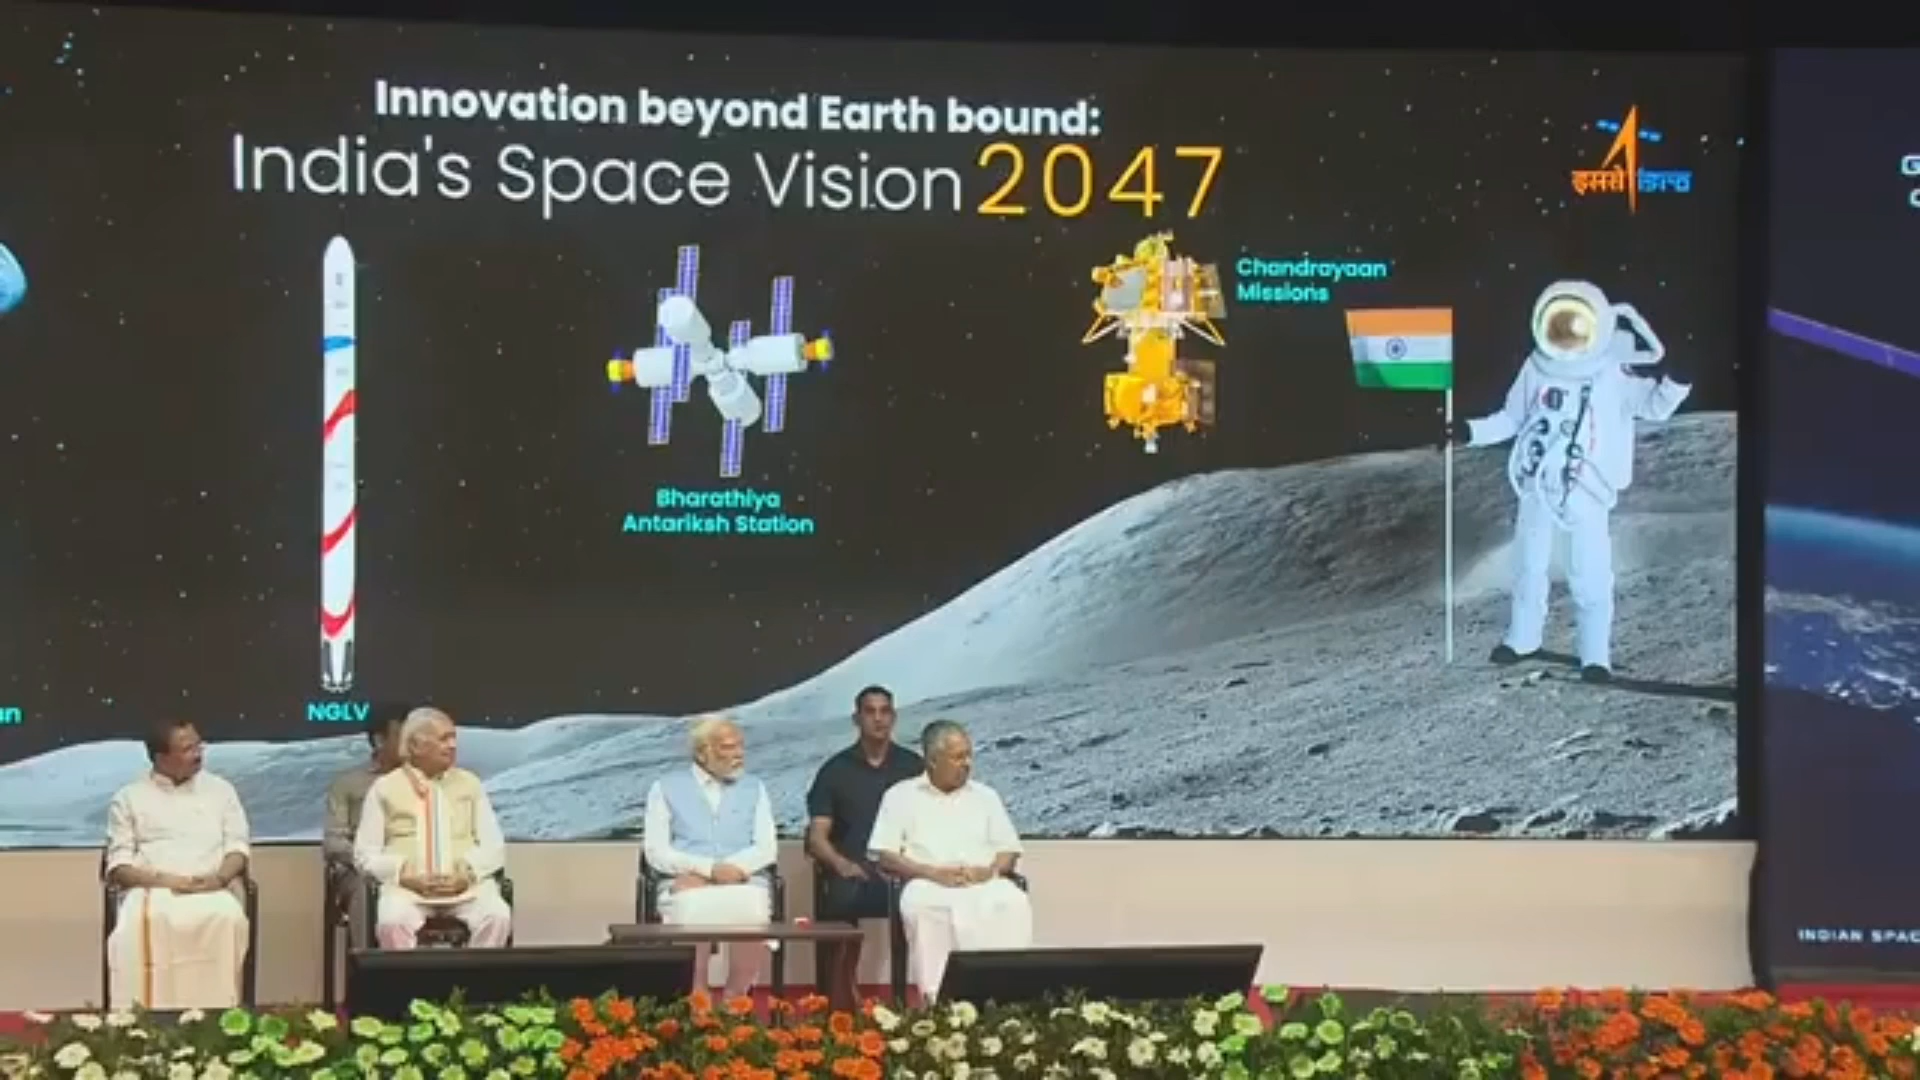 Innovation beyond Earth bound:
India's Space Vision 2047
इसरो isro
Chandrayaan
Missions
Bharathiya
Antariksh Station
NGLV
INDIAN SPAC